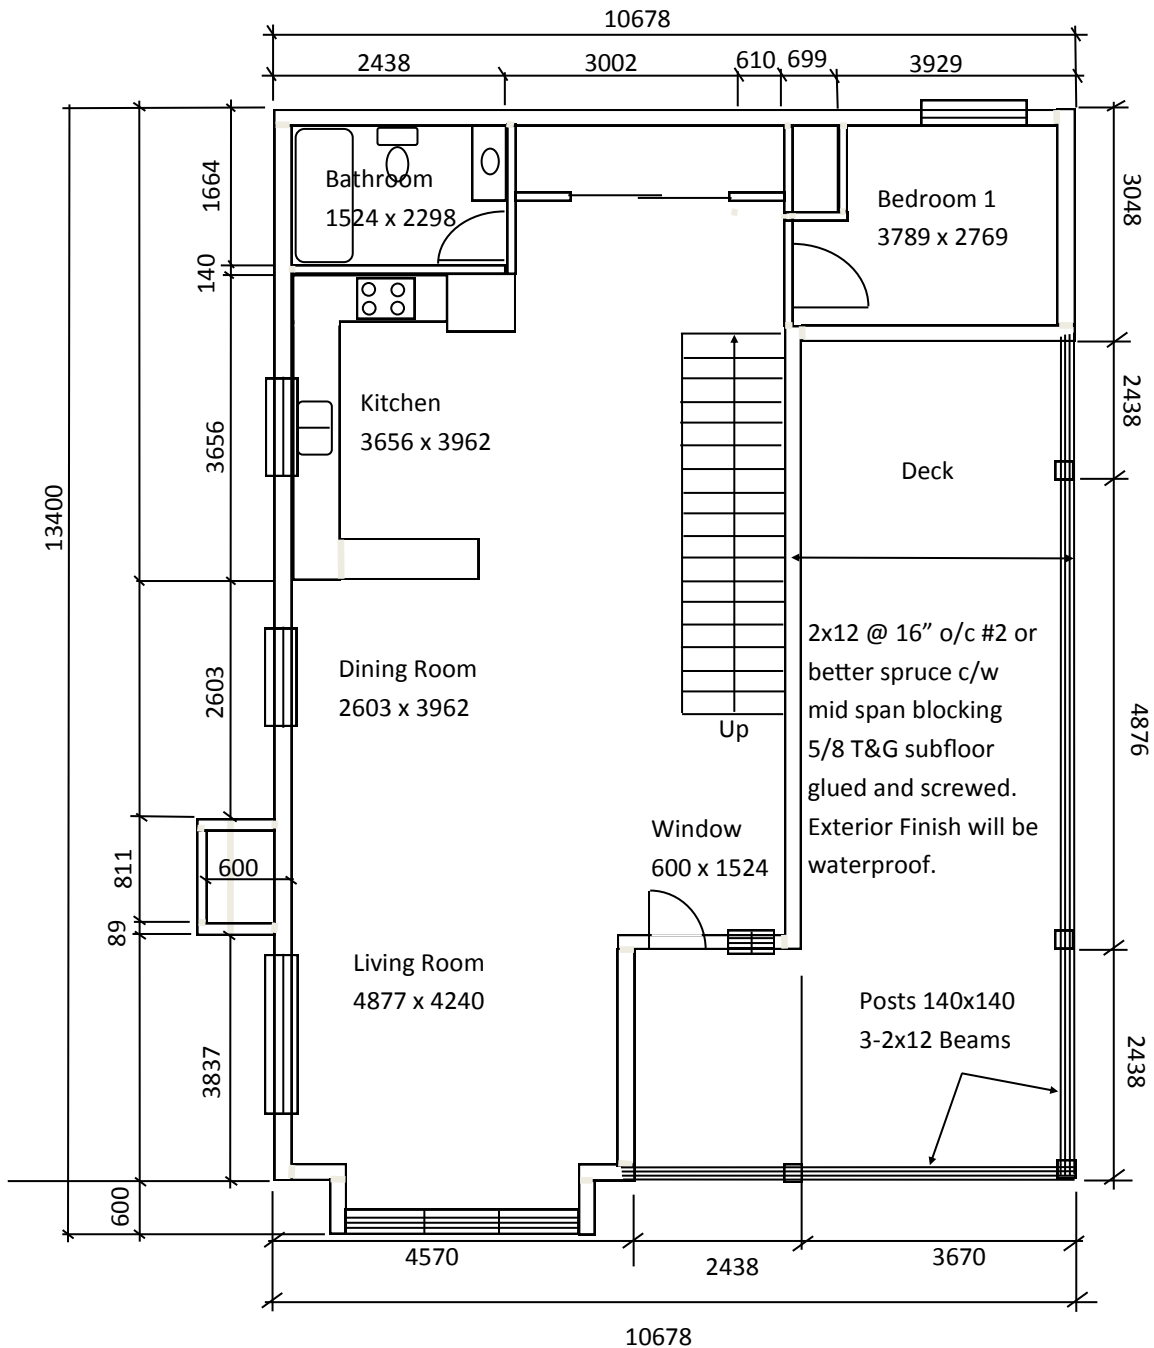 10678
2438
3002
610
699
3929
1664
Bathroom
1524 x 2298
Bedroom 1
3789 x 2769
3048
140
2438
Kitchen
3656 x 3962
3656
Deck
13400
2x12 @ 16” o/c #2 or
better spruce c/w
mid span blocking
5/8 T&G subfloor
glued and screwed.
Exterior Finish will be
waterproof.
Dining Room
2603 x 3962
2603
Up
4876
Window
600 x 1524
811
600
89
Living Room
4877 x 4240
Posts 140x140
3-2x12 Beams
3837
2438
600
4570
2438
3670
10678